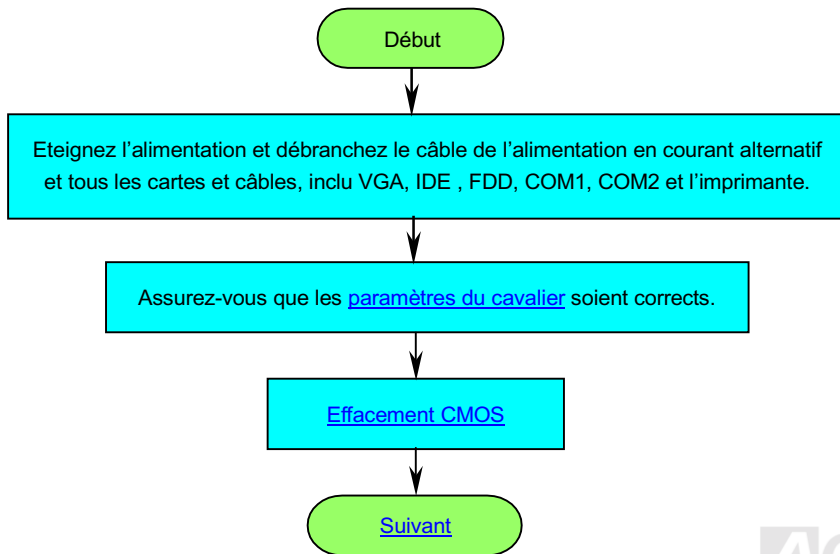 Début
Eteignez l’alimentation et débranchez le câble de l’alimentation en courant alternatif
et tous les cartes et câbles, inclu VGA, IDE , FDD, COM1, COM2 et l’imprimante.
Assurez-vous que les paramètres du cavalier soient corrects.
Effacement CMOS
Suivant